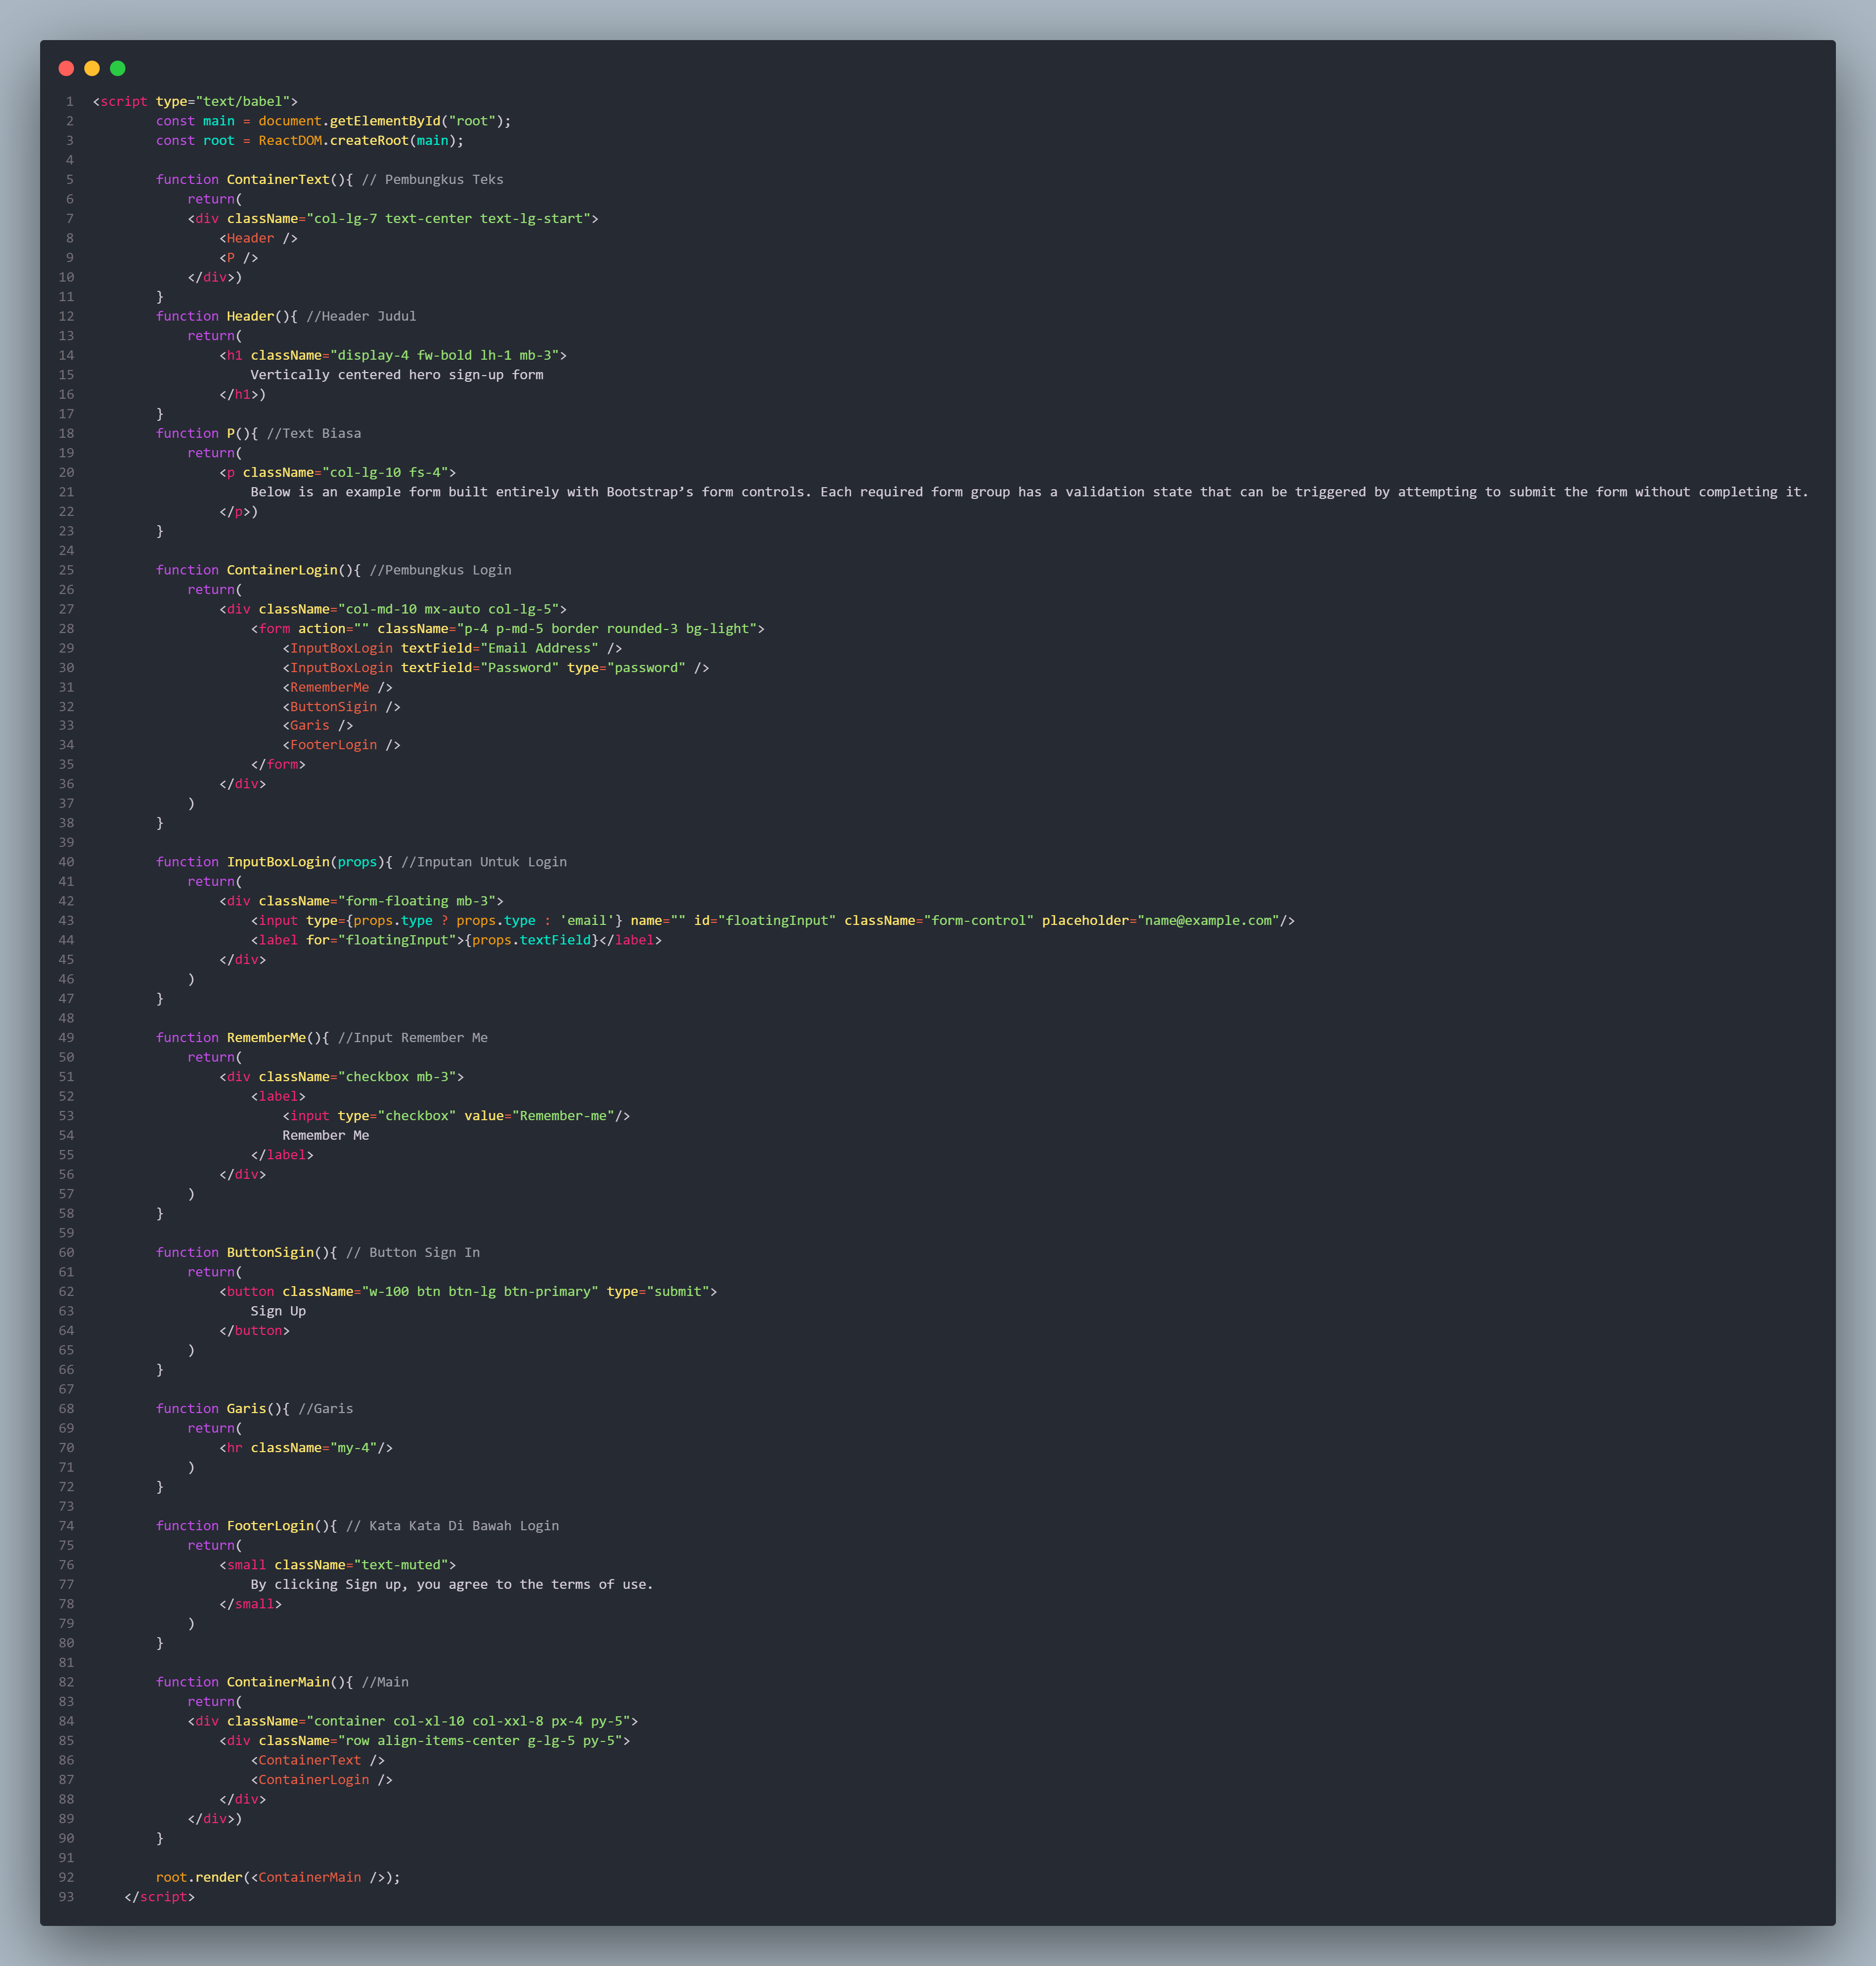 1 <script type="text/babel">
2 const main = document.getElementById("root");
3 const root = ReactDOM.createRoot(main);
4
5 function ContainerText(){ // Pembungkus Teks
6 return(
7 <div className="col-lg-7 text-center text-lg-start">
8 <Header />
9 <P />
10 </div>)
11 }
12 function Header(){ //Header Judul
13 return(
14 <h1 className="display-4 fw-bold lh-1 mb-3">
15 Vertically centered hero sign-up form
16 </h1>)
17 }
18 function P(){ //Text Biasa
19 return(
20 <p className="col-lg-10 fs-4">
21 Below is an example form built entirely with Bootstrap’s form controls. Each required form group has a validation state that can be triggered by attempting to submit the form without completing it.
22 </p>)
23 }
24
25 function ContainerLogin(){ //Pembungkus Login
26 return(
27 <div className="col-md-10 mx-auto col-lg-5">
28 <form action="" className="p-4 p-md-5 border rounded-3 bg-light">
29 <InputBoxLogin textField="Email Address" />
30 <InputBoxLogin textField="Password" type="password" />
31 <RememberMe />
32 <ButtonSigin />
33 <Garis />
34 <FooterLogin />
35 </form>
36 </div>
37 )
38 }
39
40 function InputBoxLogin(props){ //Inputan Untuk Login
41 return(
42 <div className="form-floating mb-3">
43 <input type={props.type ? props.type : 'email'} name="" id="floatingInput" className="form-control" placeholder="name@example.com"/>
44 <label for="floatingInput">{props.textField}</label>
45 </div>
46 )
47 }
48
49 function RememberMe(){ //Input Remember Me
50 return(
51 <div className="checkbox mb-3">
52 <label>
53 <input type="checkbox" value="Remember-me"/>
54 Remember Me
55 </label>
56 </div>
57 )
58 }
59
60 function ButtonSigin(){ // Button Sign In
61 return(
62 <button className="w-100 btn btn-lg btn-primary" type="submit">
63 Sign Up
64 </button>
65 )
66 }
67
68 function Garis(){ //Garis
69 return(
70 <hr className="my-4"/>
71 )
72 }
73
74 function FooterLogin(){ // Kata Kata Di Bawah Login
75 return(
76 <small className="text-muted">
77 By clicking Sign up, you agree to the terms of use.
78 </small>
79 )
80 }
81
82 function ContainerMain(){ //Main
83 return(
84 <div className="container col-xl-10 col-xxl-8 px-4 py-5">
85 <div className="row align-items-center g-lg-5 py-5">
86 <ContainerText />
87 <ContainerLogin />
88 </div>
89 </div>)
90 }
91
92 root.render(<ContainerMain />);
93 </script>